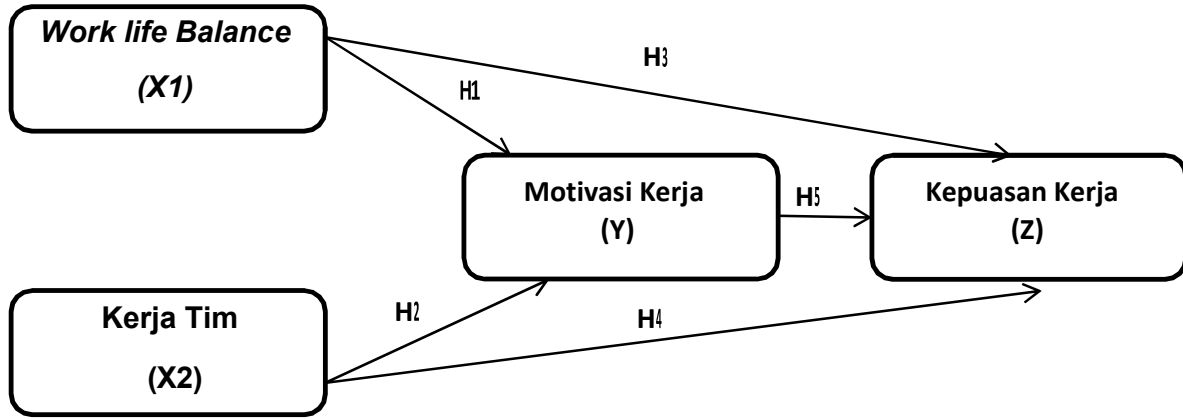 Work life Balance
(X1)
H3
H1
Motivasi Kerja
(Y)
H5
Kepuasan Kerja
(Z)
Kerja Tim
(X2)
H2
H4